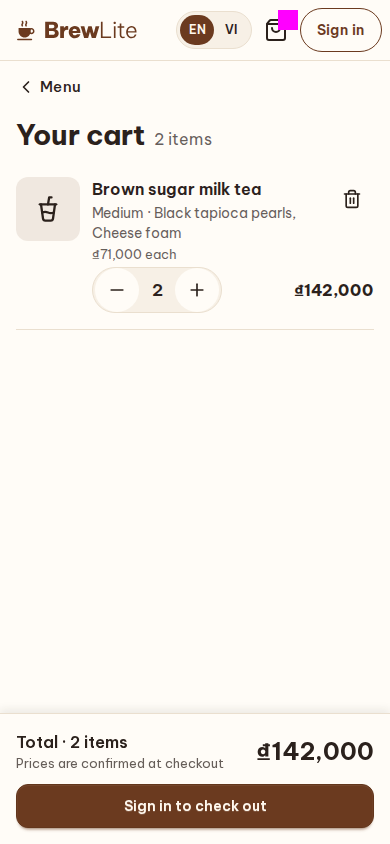 BrewLite
EN VI
Sign in
Menu
Your cart 2 items
Brown sugar milk tea
Medium · Black tapioca pearls,
Cheese foam
₫71,000 each
2
₫142,000
Total · 2 items
Prices are confirmed at checkout
₫142,000
Sign in to check out